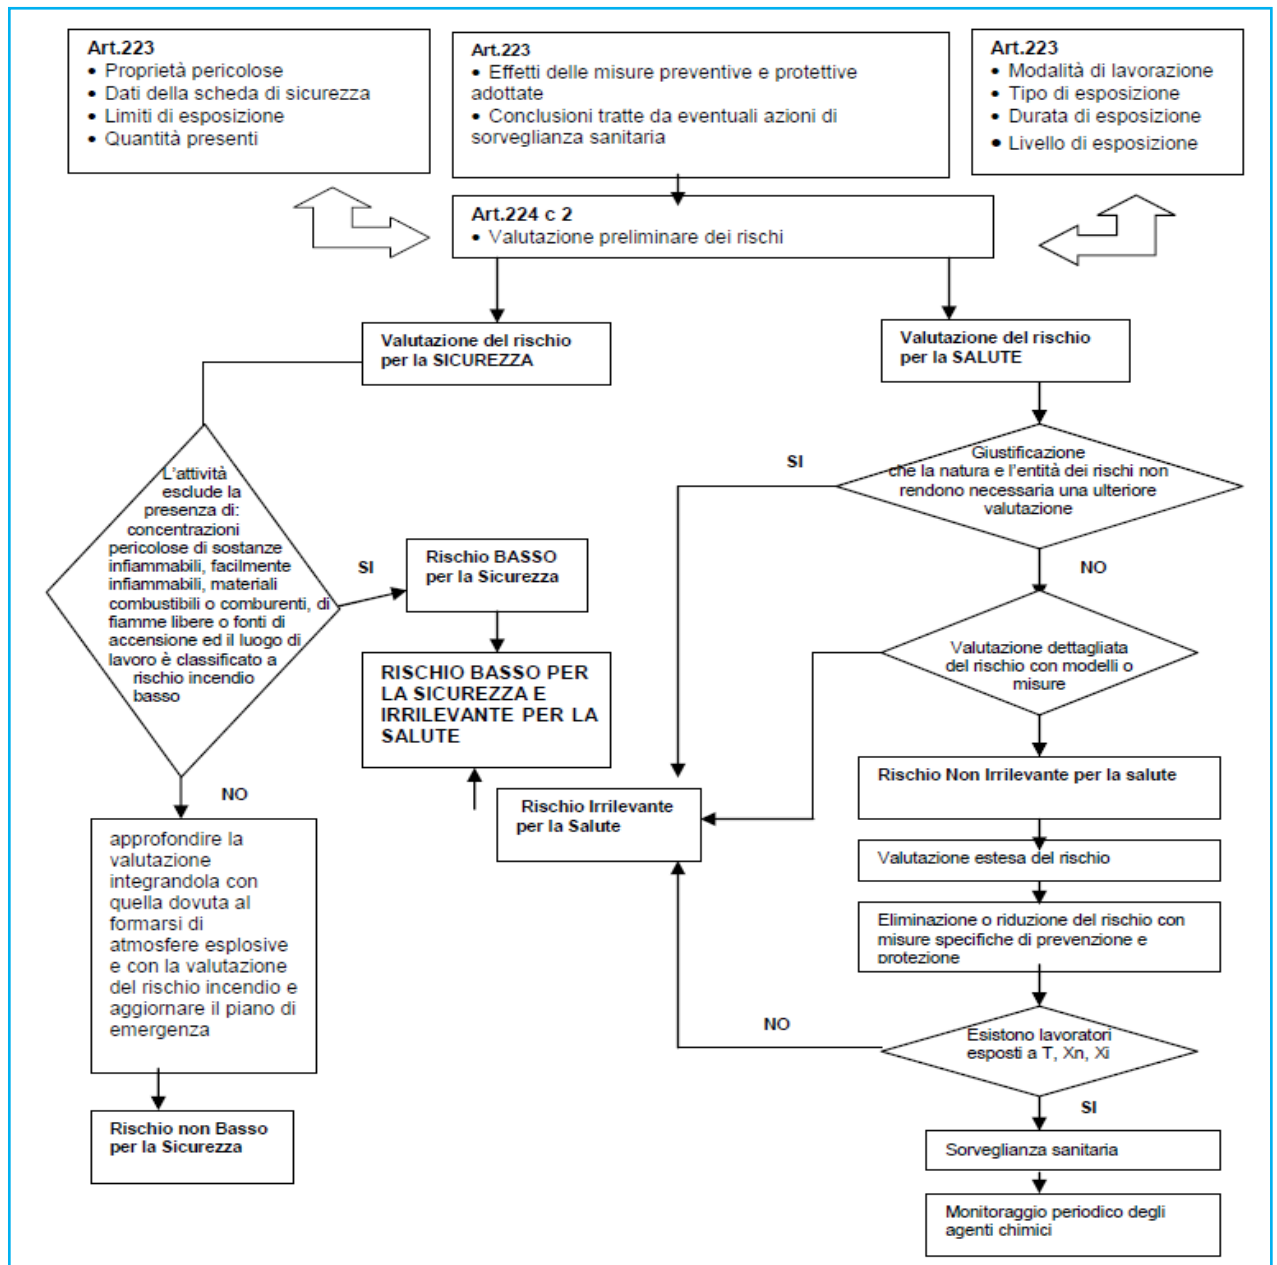 Art.223
• Proprietà pericolose
• Dati della scheda di sicurezza
• Limiti di esposizione
• Quantità presenti
Art.223
• Effetti delle misure preventive e protettive
adottate
• Conclusioni tratte da eventuali azioni di
sorveglianza sanitaria
Art.223
• Modalità di lavorazione
• Tipo di esposizione
• Durata di esposizione
• Livello di esposizione
Art.224 c 2
• Valutazione preliminare dei rischi
Valutazione del rischio
per la SICUREZZA
Valutazione del rischio
per la SALUTE
L'attività
esclude la
presenza di:
concentrazioni
pericolose di sostanze
infiammabili, facilmente
infiammabili, materiali
combustibili o comburenti, di
fiamme libere o fonti di
accensione ed il luogo di
lavoro è classificato a
rischio incendio
basso
SI
Rischio BASSO
per la Sicurezza
RISCHIO BASSO PER
LA SICUREZZA E
IRRILEVANTE PER LA
SALUTE
NO
approfondire la
valutazione
integrandola con
quella dovuta al
formarsi di
atmosfere esplosive
e con la valutazione
del rischio incendio e
aggiornare il piano di
emergenza
Rischio non Basso
per la Sicurezza
SI
Giustificazione
che la natura e l'entità dei rischi non
rendono necessaria una ulteriore
valutazione
NO
Valutazione dettagliata
del rischio con modelli o
misure
Rischio Irrilevante
per la Salute
Rischio Non Irrilevante per la salute
Valutazione estesa del rischio
Eliminazione o riduzione del rischio con
misure specifiche di prevenzione e
protezione
NO
Esistono lavoratori
esposti a T, Xn, Xi
SI
Sorveglianza sanitaria
Monitoraggio periodico degli
agenti chimici